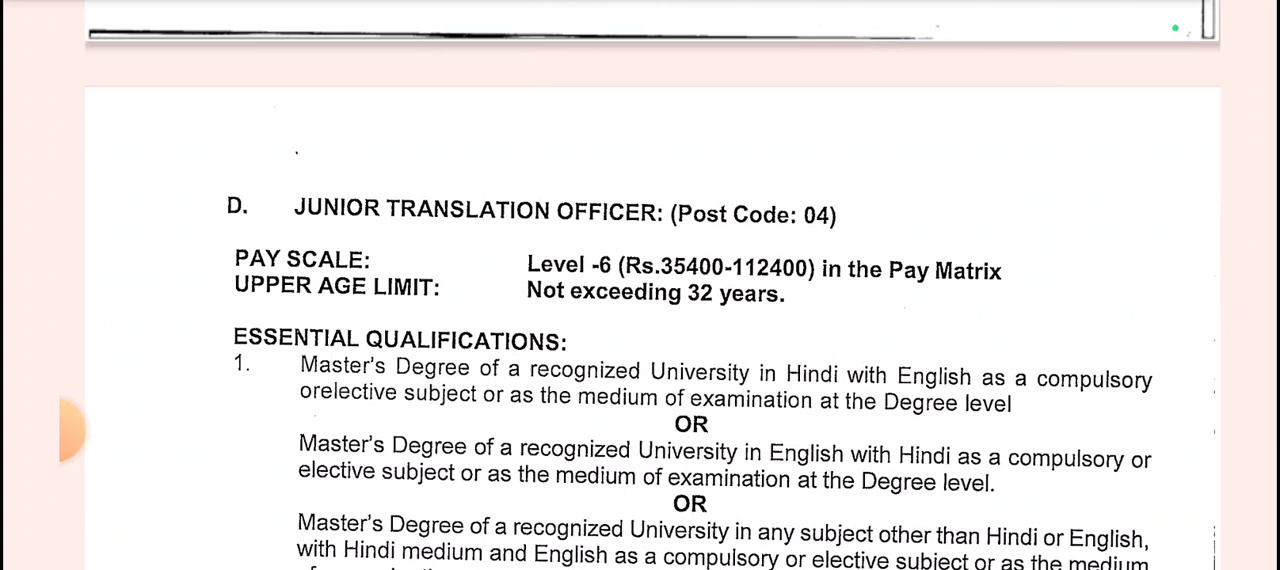 D. JUNIOR TRANSLATION OFFICER: (Post Code: 04)
PAY SCALE: Level -6 (Rs.35400-112400) in the Pay Matrix
UPPER AGE LIMIT: Not exceeding 32 years.
ESSENTIAL QUALIFICATIONS:
1. Master's Degree of a recognized University in Hindi with English as a compulsory
orelective subject or as the medium of examination at the Degree level
OR
Master's Degree of a recognized University in English with Hindi as a compulsory or
elective subject or as the medium of examination at the Degree level.
OR
Master's Degree of a recognized University in any subject other than Hindi or English,
with Hindi medium and English as a compulsory or elective subject or as the medium